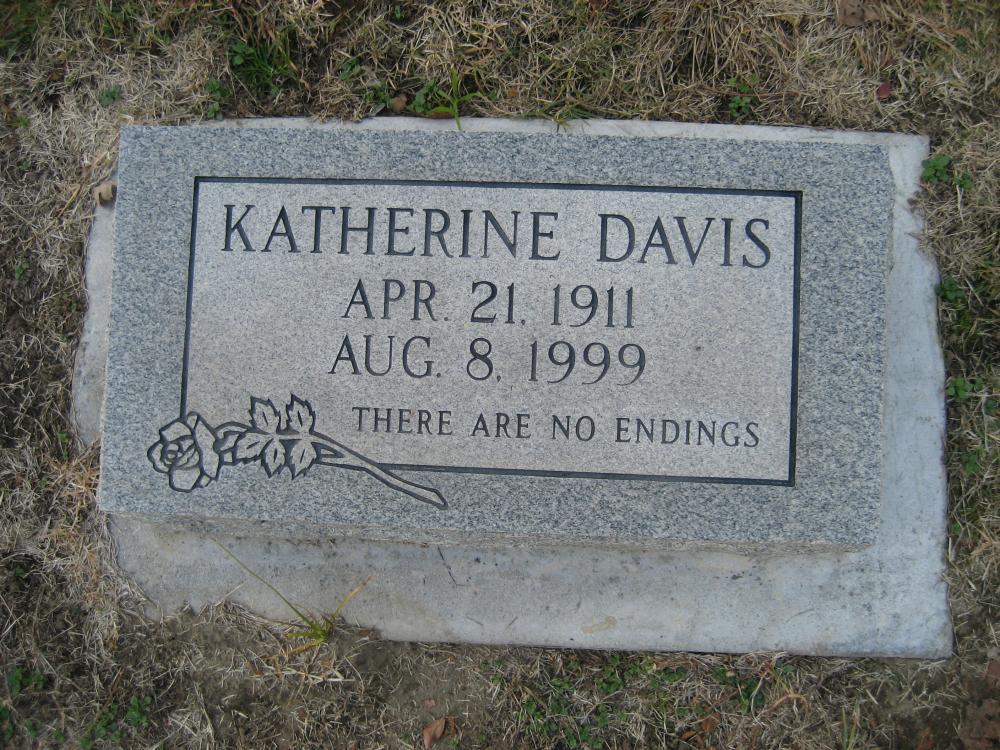 KATHERINE DAVIS
APR. 21, 1911
AUG. 8, 1999
THERE ARE NO ENDINGS